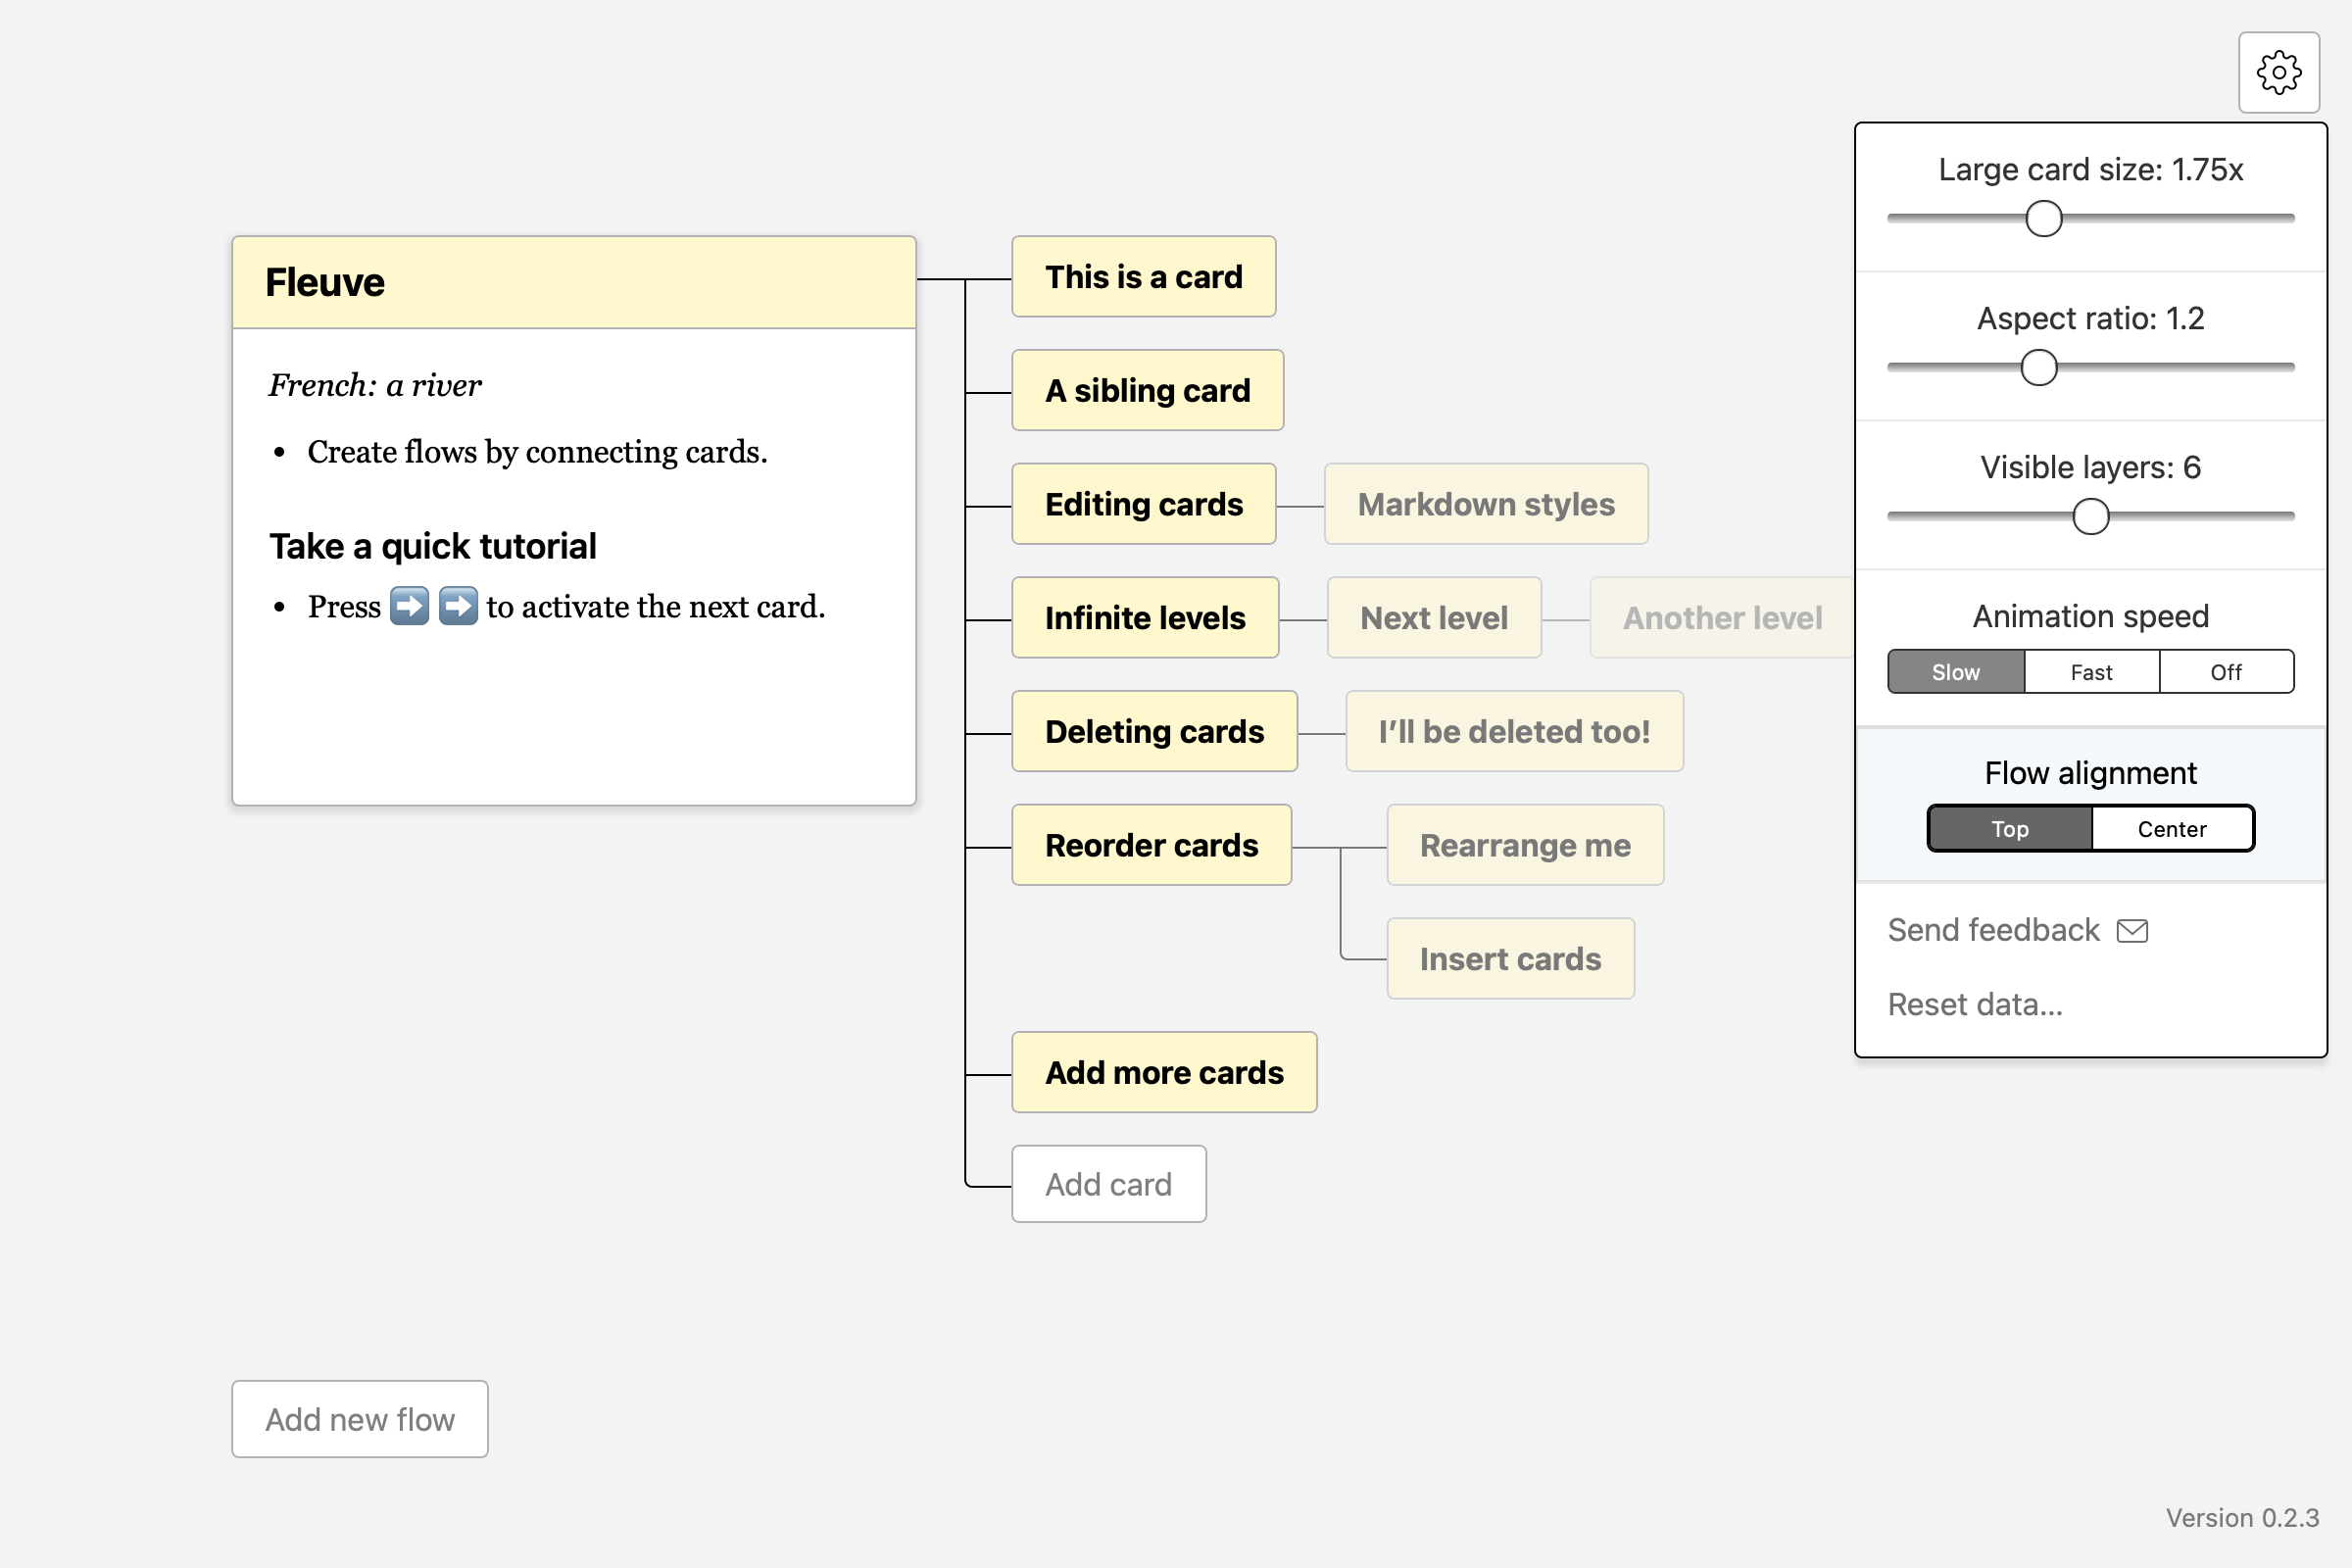 Fleuve
French: a river
• Create flows by connecting cards.
Take a quick tutorial
• Press ➡️ ➡️ to activate the next card.
This is a card
A sibling card
Editing cards
Markdown styles
Infinite levels
Next level
Another level
Deleting cards
I’ll be deleted too!
Reorder cards
Rearrange me
Insert cards
Add more cards
Add card
Add new flow
Large card size: 1.75x
Aspect ratio: 1.2
Visible layers: 6
Animation speed
Slow Fast Off
Flow alignment
Top Center
Send feedback
Reset data...
Version 0.2.3